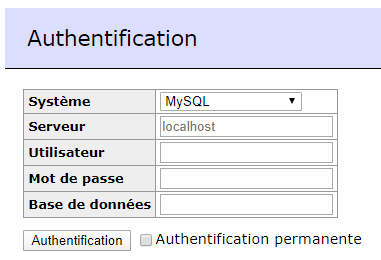 Authentification
Système MySQL
Serveur localhost
Utilisateur
Mot de passe
Base de données
Authentification Authentification permanente